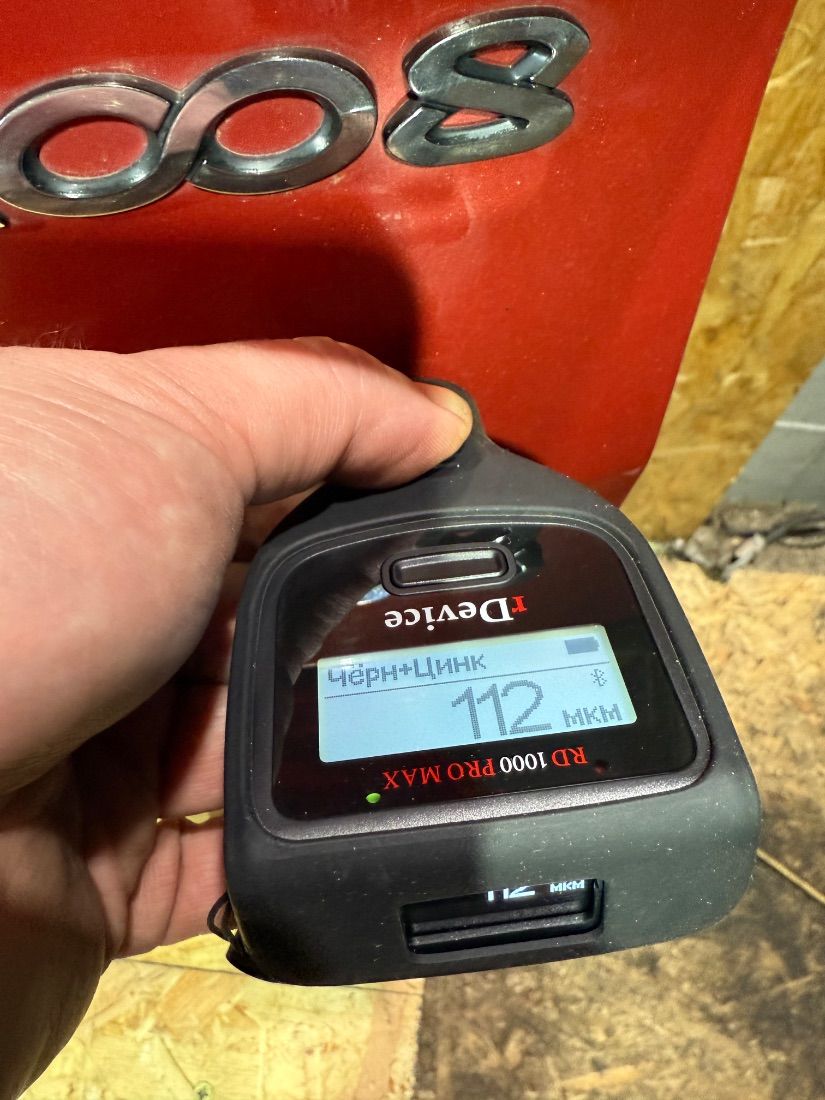 008
rDevice
Чёрн+Цинк
112 мкм
RD 1000 PRO MAX
112 мкм